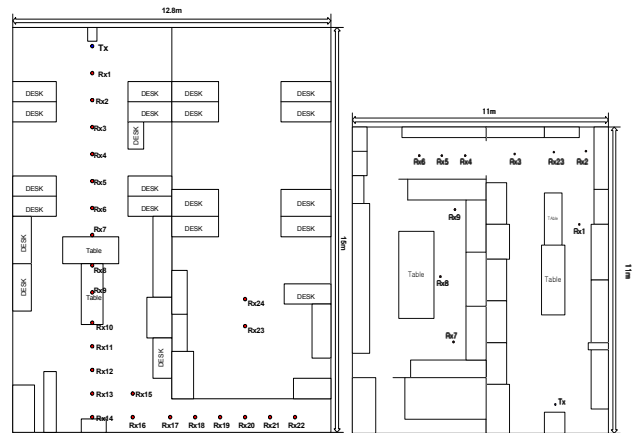 12.8m
Tx
Rx1
DESK DESK DESK DESK
Rx2
DESK DESK DESK DESK
Rx3
DESK
Rx4
Rx5
DESK DESK
Rx6
DESK DESK DESK DESK
Rx7
DESK DESK DESK
Table
Rx8
DESK
Rx9
Table
DESK
Rx24
Rx10
Rx23
Rx11
DESK
Rx12
Rx13
Rx15
Rx14
Rx16
Rx17
Rx18
Rx19
Rx20
Rx21
Rx22
15m
11m
Rx6
Rx5
Rx4
Rx3
Rx23
Rx2
Rx9
TAble
Rx1
Table
Rx8
Table
Rx7
Tx
11m